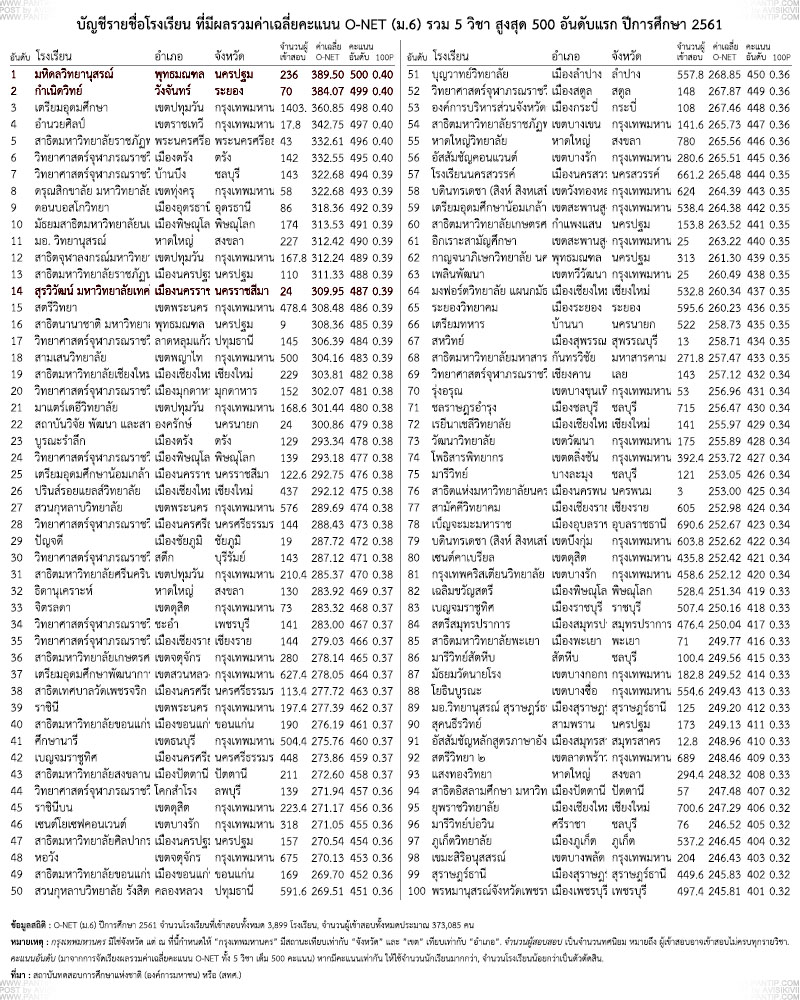 บัญชีรายชื่อโรงเรียน ที่มีผลรวมค่าเฉลี่ยคะแนน O-NET (ม.6) รวม 5 วิชา สูงสุด 500 อันดับแรก ปีการศึกษา 2561
อันดับ โรงเรียน อำเภอ จังหวัด จำนวนผู้เข้าสอบ ค่าเฉลี่ย O-NET คะแนนอันดับ 100P
1 มหิดลวิทยานุสรณ์ พุทธมณฑล นครปฐม 236 389.50 500 0.40
2 กำเนิดวิทย์ วังจันทร์ ระยอง 70 384.07 499 0.40
3 เตรียมอุดมศึกษา เขตปทุมวัน กรุงเทพมหาน 1403. 360.85 498 0.40
4 อำนวยศิลป์ เขตราชเทวี กรุงเทพมหาน 17.8 342.75 497 0.40
5 สาธิตมหาวิทยาลัยราชภัฏพ พระนครศรีอ พระนครศรีอย 43 332.61 496 0.40
6 วิทยาศาสตร์จุฬาภรณราชวิ เมืองตรัง ตรัง 142 332.55 495 0.40
7 วิทยาศาสตร์จุฬาภรณราชวิ บ้านบึง ชลบุรี 143 322.68 494 0.39
8 ดรุณสิกขาลัย มหาวิทยาลัย เขตทุ่งครุ กรุงเทพมหาน 58 322.68 493 0.39
9 ดอนบอสโกวิทยา เมืองอุดรธานี อุดรธานี 86 318.36 492 0.39
10 มัธยมสาธิตมหาวิทยาลัยนเ เมืองพิษณุโล พิษณุโลก 174 313.53 491 0.39
11 มอ. วิทยานุสรณ์ หาดใหญ่ สงขลา 227 312.42 490 0.39
12 สาธิตจุฬาลงกรณ์มหาวิทยา เขตปทุมวัน กรุงเทพมหาน 167.8 312.24 489 0.39
13 สาธิตมหาวิทยาลัยราชภัฏน เมืองนครปฐม นครปฐม 110 311.33 488 0.39
14 สุรวิวัฒน์ มหาวิทยาลัยเทคโ เมืองนครราช นครราชสีมา 24 309.95 487 0.39
15 สตรีวิทยา เขตพระนคร กรุงเทพมหาน 478.4 308.48 486 0.39
16 สาธิตนานาชาติ มหาวิทยาล พุทธมณฑล นครปฐม 9 308.36 485 0.39
17 วิทยาศาสตร์จุฬาภรณราชวิ ลาดหลุมแก้ว ปทุมธานี 145 306.39 484 0.39
18 สามเสนวิทยาลัย เขตพญาไท กรุงเทพมหาน 500 304.16 483 0.39
19 สาธิตมหาวิทยาลัยเชียงใหม่ เมืองเชียงใหม่ เชียงใหม่ 229 303.81 482 0.38
20 วิทยาศาสตร์จุฬาภรณราชวิ เมืองมุกดาหา มุกดาหาร 152 302.07 481 0.38
21 มาแตร์เดอีวิทยาลัย เขตปทุมวัน กรุงเทพมหาน 168.6 301.44 480 0.38
22 สถาบันวิจัย พัฒนา และสา องครักษ์ นครนายก 24 300.86 479 0.38
23 บูรณะรำลึก เมืองตรัง ตรัง 129 293.34 478 0.38
24 วิทยาศาสตร์จุฬาภรณราชวิ เมืองพิษณุโล พิษณุโลก 139 293.18 477 0.38
25 เตรียมอุดมศึกษาน้อมเกล้า เมืองนครราช นครราชสีมา 122.6 292.75 476 0.38
26 ปรินส์รอยแยลส์วิทยาลัย เมืองเชียงใหม่ เชียงใหม่ 437 292.12 475 0.38
27 สวนกุหลาบวิทยาลัย เขตพระนคร กรุงเทพมหาน 576 289.69 474 0.38
28 วิทยาศาสตร์จุฬาภรณราชวิ เมืองนครศรีธ นครศรีธรรมร 144 288.43 473 0.38
29 ปัญจดี เมืองชัยภูมิ ชัยภูมิ 19 287.72 472 0.38
30 วิทยาศาสตร์จุฬาภรณราชวิ สตึก บุรีรัมย์ 143 287.12 471 0.38
31 สาธิตมหาวิทยาลัยศรีนครินท เขตปทุมวัน กรุงเทพมหาน 210.4 285.37 470 0.38
32 ธิดานุเคราะห์ หาดใหญ่ สงขลา 130 283.92 469 0.37
33 จิตรลดา เขตดุสิต กรุงเทพมหาน 73 283.32 468 0.37
34 วิทยาศาสตร์จุฬาภรณราชวิ ชะอำ เพชรบุรี 141 283.00 467 0.37
35 วิทยาศาสตร์จุฬาภรณราชวิ เมืองเชียงราย เชียงราย 144 279.03 466 0.37
36 สาธิตมหาวิทยาลัยเกษตรศ เขตจตุจักร กรุงเทพมหาน 280 278.14 465 0.37
37 เตรียมอุดมศึกษาพัฒนาการ เขตสวนหลวง กรุงเทพมหาน 627.4 278.05 464 0.37
38 สาธิตเทศบาลวัดเพชรจริก เมืองนครศรีธ นครศรีธรรมร 113.4 277.72 463 0.37
39 ราชินี เขตพระนคร กรุงเทพมหาน 197.4 277.39 462 0.37
40 สาธิตมหาวิทยาลัยขอนแก่น เมืองขอนแก่น ขอนแก่น 190 276.19 461 0.37
41 ศึกษานารี เขตธนบุรี กรุงเทพมหาน 504.4 275.76 460 0.37
42 เบญจมราชูทิศ เมืองนครศรีธ นครศรีธรรมร 448 273.86 459 0.37
43 สาธิตมหาวิทยาลัยสงขลานค เมืองปัตตานี ปัตตานี 211 272.60 458 0.37
44 วิทยาศาสตร์จุฬาภรณราชวิ โคกสำโรง ลพบุรี 139 271.94 457 0.36
45 ราชินีบน เขตดุสิต กรุงเทพมหาน 223.4 271.17 456 0.36
46 เซนต์โยเซฟคอนเวนต์ เขตบางรัก กรุงเทพมหาน 318 271.05 455 0.36
47 สาธิตมหาวิทยาลัยศิลปากร เมืองนครปฐม นครปฐม 157 270.54 454 0.36
48 หอวัง เขตจตุจักร กรุงเทพมหาน 675 270.13 453 0.36
49 สาธิตมหาวิทยาลัยขอนแก่น เมืองขอนแก่น ขอนแก่น 169 269.70 452 0.36
50 สวนกุหลาบวิทยาลัย รังสิต คลองหลวง ปทุมธานี 591.6 269.51 451 0.36
อันดับ โรงเรียน อำเภอ จังหวัด จำนวนผู้เข้าสอบ ค่าเฉลี่ย O-NET คะแนนอันดับ 100P
51 บุญวาทย์วิทยาลัย เมืองลำปาง ลำปาง 557.8 268.85 450 0.36
52 วิทยาศาสตร์จุฬาภรณราชวิ เมืองสตูล สตูล 148 267.87 449 0.36
53 องค์การบริหารส่วนจังหวัด เมืองกระบี่ กระบี่ 108 267.46 448 0.36
54 สาธิตมหาวิทยาลัยราชภัฏพ เขตบางเขน กรุงเทพมหาน 141.6 265.73 447 0.36
55 หาดใหญ่วิทยาลัย หาดใหญ่ สงขลา 780 265.56 446 0.36
56 อัสสัมชัญคอนแวนต์ เขตบางรัก กรุงเทพมหาน 280.6 265.51 445 0.36
57 โรงเรียนนครสวรรค์ เมืองนครสวร นครสวรรค์ 661.2 265.48 444 0.35
58 บดินทรเดชา (สิงห์ สิงหเสนี เขตวังทองหล กรุงเทพมหาน 624 264.39 443 0.35
59 เตรียมอุดมศึกษาน้อมเกล้า เขตสะพานสูง กรุงเทพมหาน 538.4 264.38 442 0.35
60 สาธิตมหาวิทยาลัยเกษตรศ กำแพงแสน นครปฐม 153.8 263.52 441 0.35
61 อิกเราะสามัญศึกษา เขตสะพานสูง กรุงเทพมหาน 25 263.22 440 0.35
62 กาญจนาภิเษกวิทยาลัย นค พุทธมณฑล นครปฐม 313 261.30 439 0.35
63 เพลินพัฒนา เขตทวีวัฒนา กรุงเทพมหาน 25 260.49 438 0.35
64 มงฟอร์ตวิทยาลัย แผนกมัธ เมืองเชียงใหม่ เชียงใหม่ 532.8 260.34 437 0.35
65 ระยองวิทยาคม เมืองระยอง ระยอง 595.6 260.23 436 0.35
66 เตรียมทหาร บ้านนา นครนายก 522 258.73 435 0.35
67 สหวิทย์ เมืองสุพรรณ สุพรรณบุรี 13 258.71 434 0.35
68 สาธิตมหาวิทยาลัยมหาสาร กันทรวิชัย มหาสารคาม 271.8 257.47 433 0.35
69 วิทยาศาสตร์จุฬาภรณราชวิ เชียงคาน เลย 143 257.12 432 0.34
70 รุ่งอรุณ เขตบางขุนเที กรุงเทพมหาน 53 256.96 431 0.34
71 ชลราษฎรอำรุง เมืองชลบุรี ชลบุรี 715 256.47 430 0.34
72 เรยีนาเชลีวิทยาลัย เมืองเชียงใหม่ เชียงใหม่ 141 255.97 429 0.34
73 วัฒนาวิทยาลัย เขตวัฒนา กรุงเทพมหาน 175 255.89 428 0.34
74 โพธิสารพิทยากร เขตตลิ่งชัน กรุงเทพมหาน 392.4 253.72 427 0.34
75 มารีวิทย์ บางละมุง ชลบุรี 121 253.05 426 0.34
76 สาธิตแห่งมหาวิทยาลัยนคร เมืองนครพน นครพนม 3 253.00 425 0.34
77 สามัคคีวิทยาคม เมืองเชียงราย เชียงราย 605 252.98 424 0.34
78 เบ็ญจะมะมหาราช เมืองอุบลราช อุบลราชธานี 690.6 252.67 423 0.34
79 บดินทรเดชา (สิงห์ สิงหเสนี เขตบึงกุ่ม กรุงเทพมหาน 603.8 252.62 422 0.34
80 เซนต์คาเบรียล เขตดุสิต กรุงเทพมหาน 435.8 252.42 421 0.34
81 กรุงเทพคริสเตียนวิทยาลัย เขตบางรัก กรุงเทพมหาน 458.6 252.12 420 0.34
82 เฉลิมขวัญสตรี เมืองพิษณุโล พิษณุโลก 528.4 251.34 419 0.33
83 เบญจมราชูทิศ เมืองราชบุรี ราชบุรี 507.4 250.16 418 0.33
84 สตรีสมุทรปราการ เมืองสมุทรป สมุทรปราการ 476.4 250.04 417 0.33
85 สาธิตมหาวิทยาลัยพะเยา เมืองพะเยา พะเยา 71 249.77 416 0.33
86 มารีวิทย์สัตหีบ สัตหีบ ชลบุรี 100.4 249.56 415 0.33
87 มัธยมวัดนายโรง เขตบางกอกน กรุงเทพมหาน 182.8 249.52 414 0.33
88 โยธินบูรณะ เขตบางซื่อ กรุงเทพมหาน 554.6 249.43 413 0.33
89 มอ.วิทยานุสรณ์ สุราษฎร์ธา เมืองสุราษฎร สุราษฎร์ธานี 125 249.20 412 0.33
90 สุคนธีรวิทย์ สามพราน นครปฐม 173 249.13 411 0.33
91 อัสสัมชัญหลักสูตรภาษาอัง เมืองสมุทรส สมุทรสาคร 12.8 248.96 410 0.33
92 สตรีวิทยา ๒ เขตลาดพร้าว กรุงเทพมหาน 689 248.46 409 0.33
93 แสงทองวิทยา หาดใหญ่ สงขลา 294.4 248.32 408 0.33
94 สาธิตอิสลามศึกษา มหาวิท เมืองปัตตานี ปัตตานี 57 247.48 407 0.32
95 ยุพราชวิทยาลัย เมืองเชียงใหม่ เชียงใหม่ 700.6 247.29 406 0.32
96 มารีวิทย์บ่อวิน ศรีราชา ชลบุรี 76 246.52 405 0.32
97 ภูเก็ตวิทยาลัย เมืองภูเก็ต ภูเก็ต 537.2 246.45 404 0.32
98 เขมะสิริอนุสสรณ์ เขตบางพลัด กรุงเทพมหาน 204 246.43 403 0.32
99 สุราษฎร์ธานี เมืองสุราษฎร สุราษฎร์ธานี 449.6 245.83 402 0.32
100 พรหมานุสรณ์จังหวัดเพชรบ เมืองเพชรบุรี เพชรบุรี 497.4 245.81 401 0.32
ข้อมูลสถิติ : O-NET (ม.6) ปีการศึกษา 2561 จำนวนโรงเรียนที่เข้าสอบทั้งหมด 3,899 โรงเรียน, จำนวนผู้เข้าสอบทั้งหมดประมาณ 373,085 คน
หมายเหตุ : กรุงเทพมหานคร มิใช่จังหวัด แต่ ณ ที่นี้กำหนดให้ "กรุงเทพมหานคร" มีสถานะเทียบเท่ากับ "จังหวัด" และ "เขต" เทียบเท่ากับ "อำเภอ". จำนวนผู้สอบสอบ เป็นจำนวนทศนิยม หมายถึง ผู้เข้าสอบอาจเข้าสอบไม่ครบทุกรายวิชา.
คะแนนอันดับ (มาจากการจัดเรียงผลรวมค่าเฉลี่ยคะแนน O-NET ทั้ง 5 วิชา เต็ม 500 คะแนน) หากมีคะแนนเท่ากัน ให้ใช้จำนวนนักเรียนมากกว่า, จำนวนโรงเรียนน้อยกว่าเป็นตัวตัดสิน.
ที่มา : สถาบันทดสอบการศึกษาแห่งชาติ (องค์การมหาชน) หรือ (สทศ.)